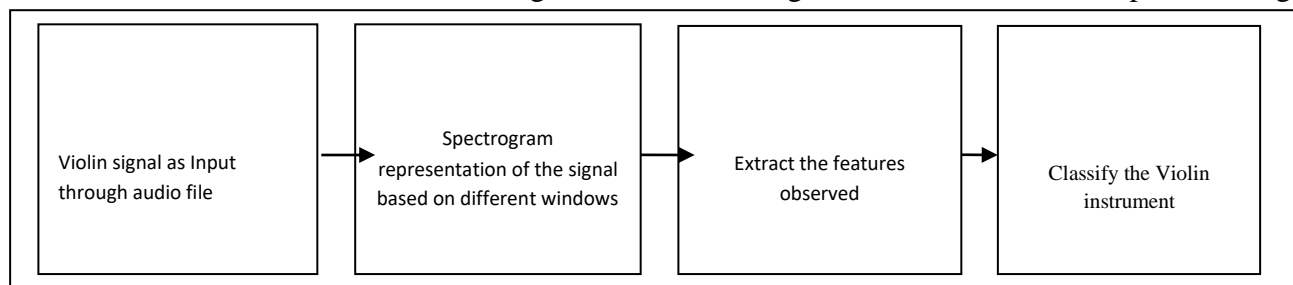 Violin signal as Input
through audio file
Spectrogram
representation of the signal
based on different windows
Extract the features
observed
Classify the Violin
instrument